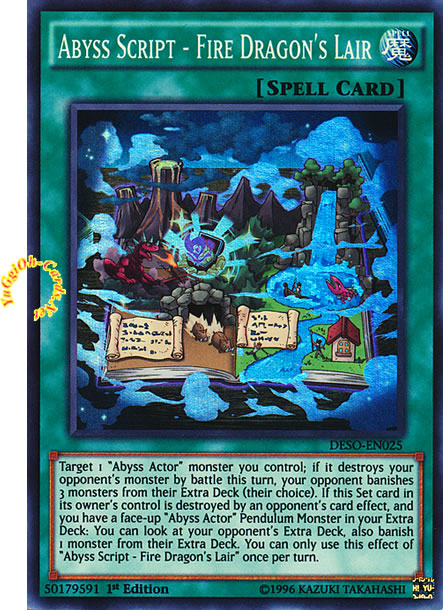 Abyss Script - Fire Dragon's Lair
魔
[Spell Card]
YuGgiOh-Cards.Net
DESO-EN025
Target 1 "Abyss Actor" monster you control; if it destroys your
opponent's monster by battle this turn, your opponent banishes
3 monsters from their Extra Deck (their choice). If this Set card in
its owner's control is destroyed by an opponent's card effect, and
you have a face-up "Abyss Actor" Pendulum Monster in your Extra
Deck: You can look at your opponent's Extra Deck, also banish
1 monster from their Extra Deck. You can only use this effect of
"Abyss Script - Fire Dragon's Lair" once per turn.
50179591 1st Edition ©1996 KAZUKI TAKAHASHI